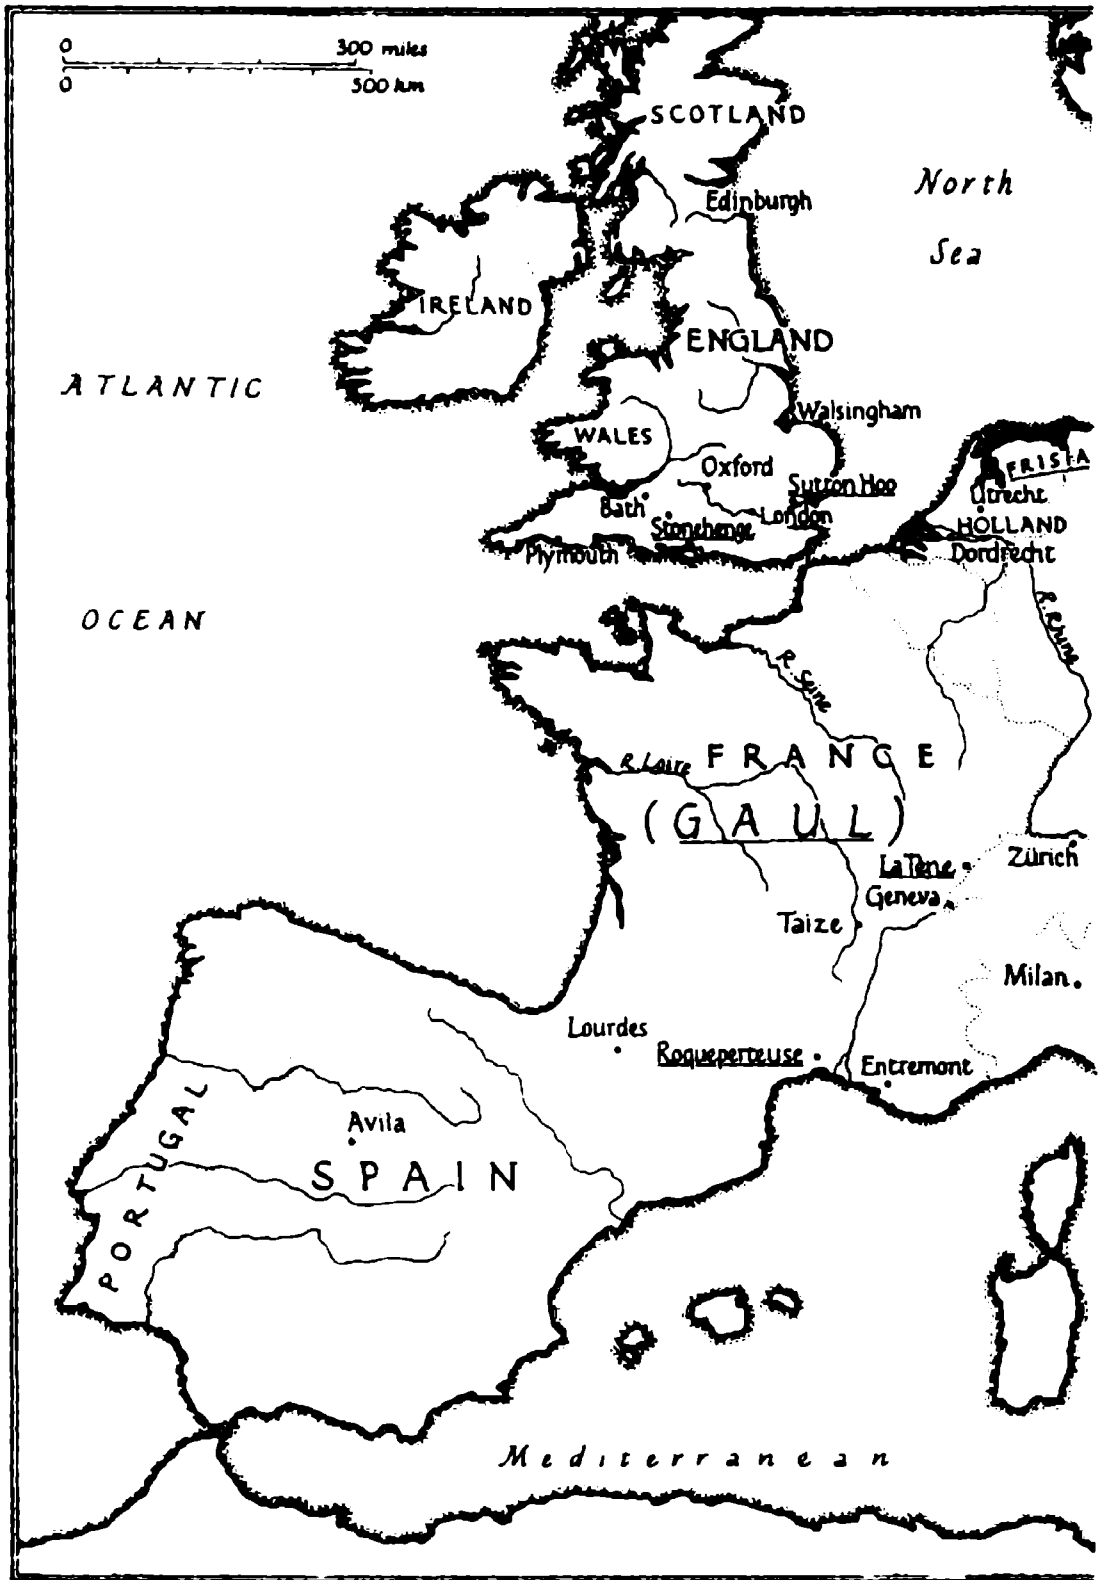 0 300 miles
0 500 km
SCOTLAND
North
Sea
Edinburgh
IRELAND
ENGLAND
ATLANTIC
Walsingham
WALES
FRISIA
Oxford
Sutton Hoo
Utrecht
Bath
London
HOLLAND
Stonehenge
Plymouth
Dordrecht
OCEAN
R. Rhine
R. Seine
R. Loire
FRANCE
(GAUL)
La Tene
Zürich
Geneva
Taize
Milan
Lourdes
Roqueperteuse
Entremont
PORTUGAL
Avila
SPAIN
Mediterranean